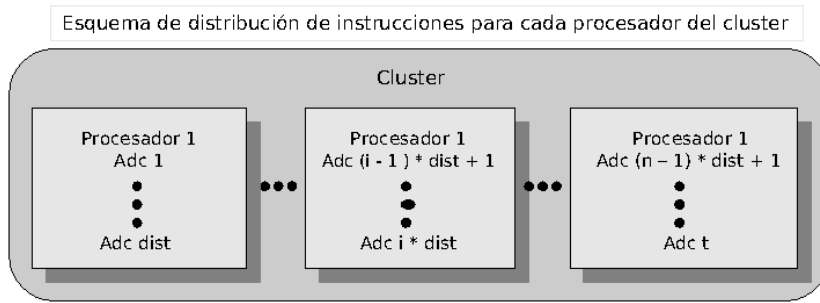 Esquema de distribución de instrucciones para cada procesador del cluster
Cluster
Procesador 1
Adc 1
Adc dist
Procesador 1
Adc (i - 1 ) * dist + 1
Adc i * dist
Procesador 1
Adc (n – 1) * dist + 1
Adc t